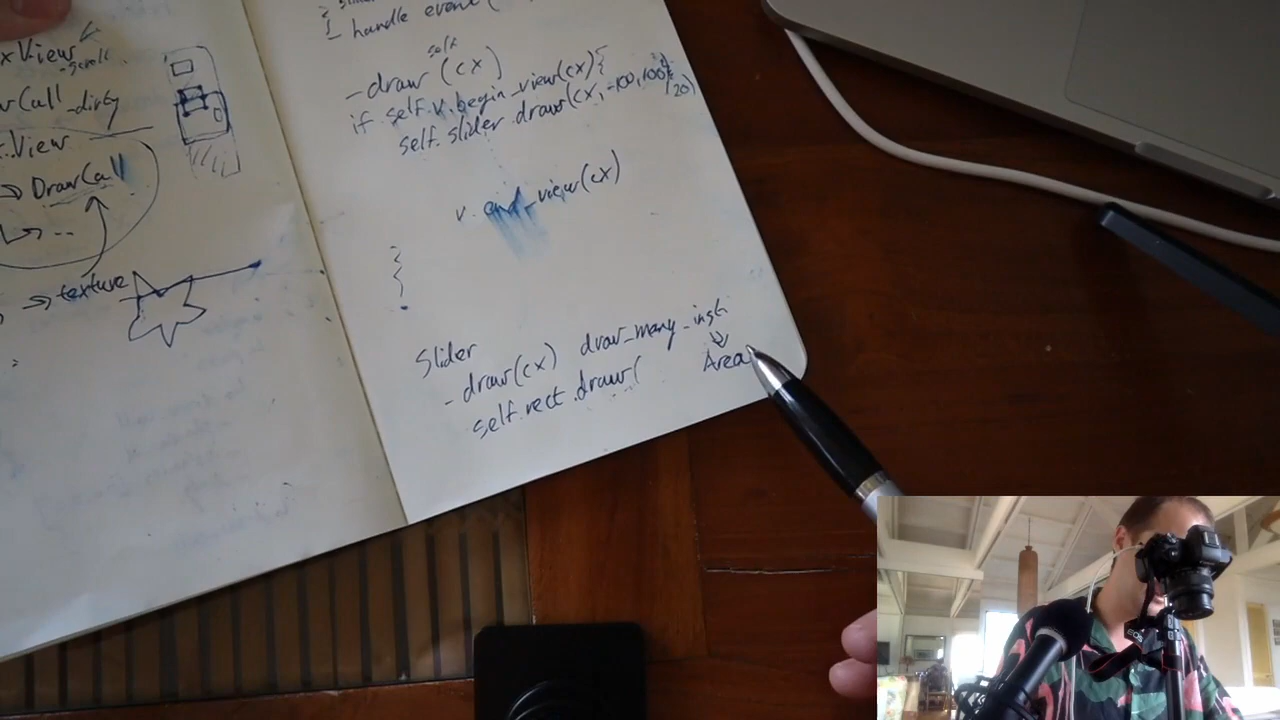 xView
-scroll
wCall_dirty
t.View
→ DrawCall
↳ → --
→ texture
- handle event(
self
- draw (cx)
if self.v.begin_view(cx){
self.slider.draw(cx, -100, 100
/20)
v. end_view(cx)
Slider
- draw(cx) draw_many_inst
self.rect.draw(
Area